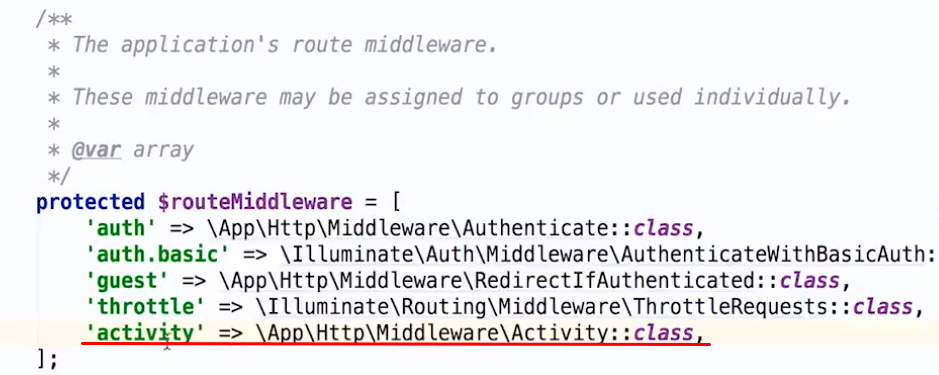 /**
 * The application's route middleware.
 *
 * These middleware may be assigned to groups or used individually.
 *
 * @var array
 */
protected $routeMiddleware = [
    'auth' => \App\Http\Middleware\Authenticate::class,
    'auth.basic' => \Illuminate\Auth\Middleware\AuthenticateWithBasicAuth:
    'guest' => \App\Http\Middleware\RedirectIfAuthenticated::class,
    'throttle' => \Illuminate\Routing\Middleware\ThrottleRequests::class,
    'activity' => \App\Http\Middleware\Activity::class,
];